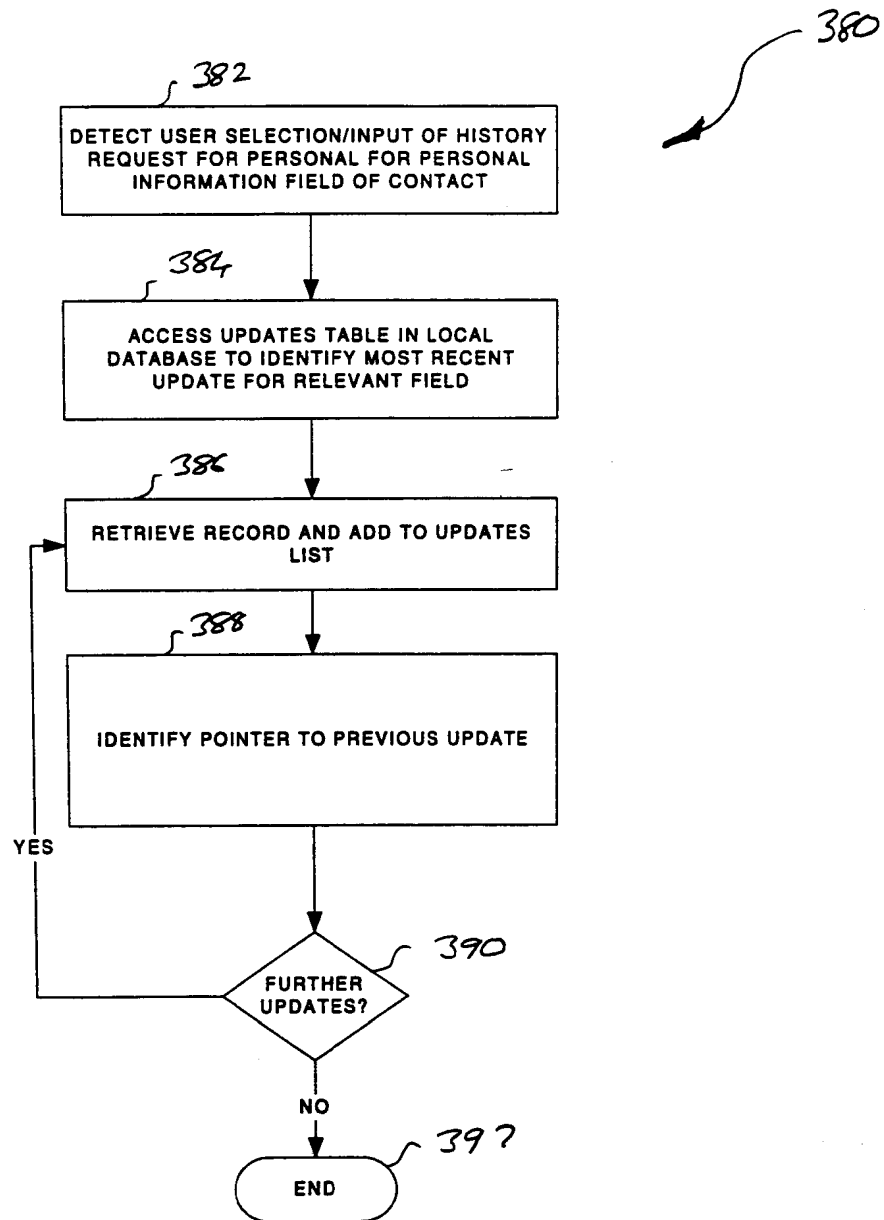 380
382
DETECT USER SELECTION/INPUT OF HISTORY
REQUEST FOR PERSONAL FOR PERSONAL
INFORMATION FIELD OF CONTACT
384
ACCESS UPDATES TABLE IN LOCAL
DATABASE TO IDENTIFY MOST RECENT
UPDATE FOR RELEVANT FIELD
386
RETRIEVE RECORD AND ADD TO UPDATES
LIST
388
IDENTIFY POINTER TO PREVIOUS UPDATE
YES
390
FURTHER
UPDATES?
NO
END